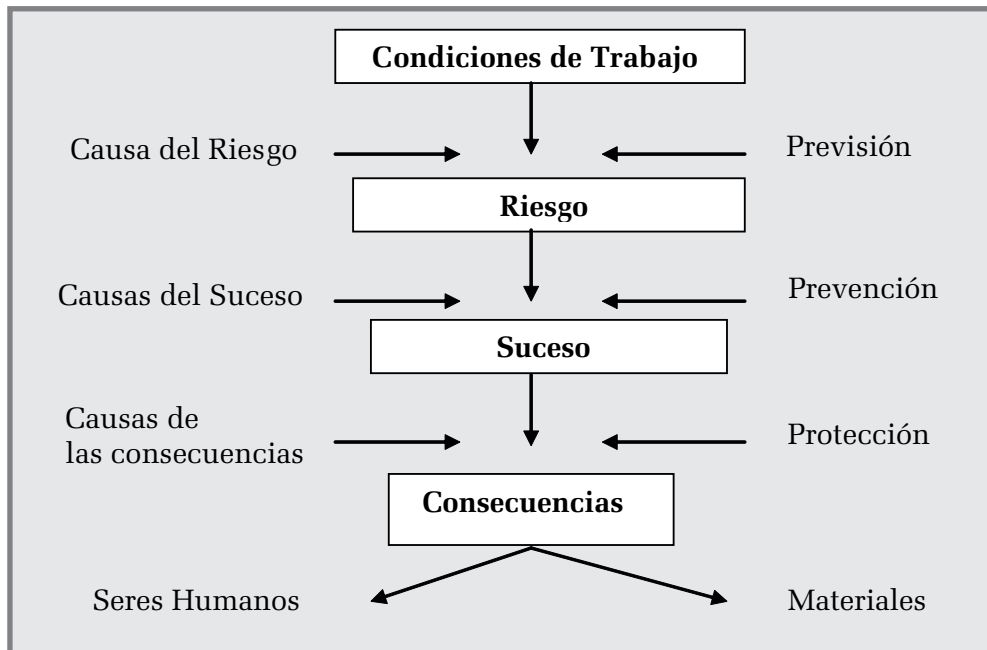 Condiciones de Trabajo
Causa del Riesgo
Previsión
Riesgo
Causas del Suceso
Prevención
Suceso
Causas de
las consecuencias
Protección
Consecuencias
Seres Humanos
Materiales